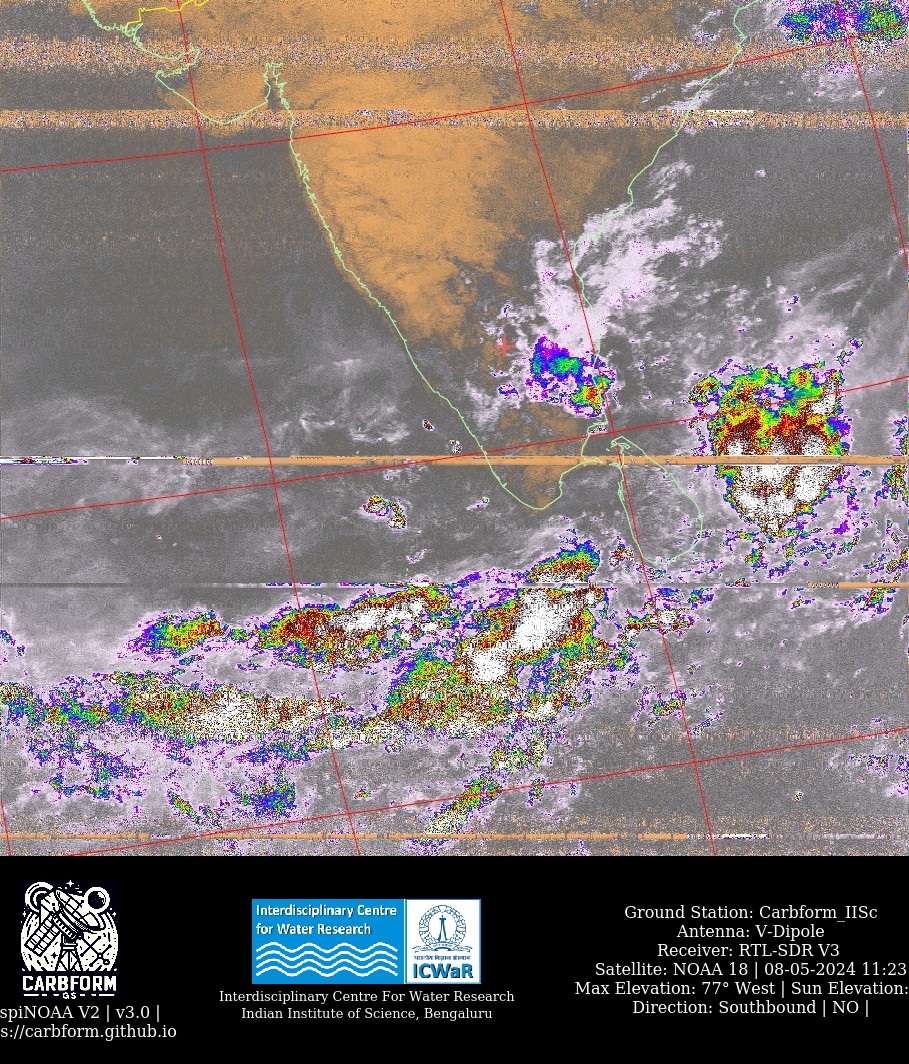 Interdisciplinary Centre
for Water Research
ICWaR
CARBFORM
GS
spiNOAA V2 | v3.0 |
s://carbform.github.io
Interdisciplinary Centre For Water Research
Indian Institute of Science, Bengaluru
Ground Station: Carbform_IISc
Antenna: V-Dipole
Receiver: RTL-SDR V3
Satellite: NOAA 18 | 08-05-2024 11:23
Max Elevation: 77° West | Sun Elevation:
Direction: Southbound | NO |